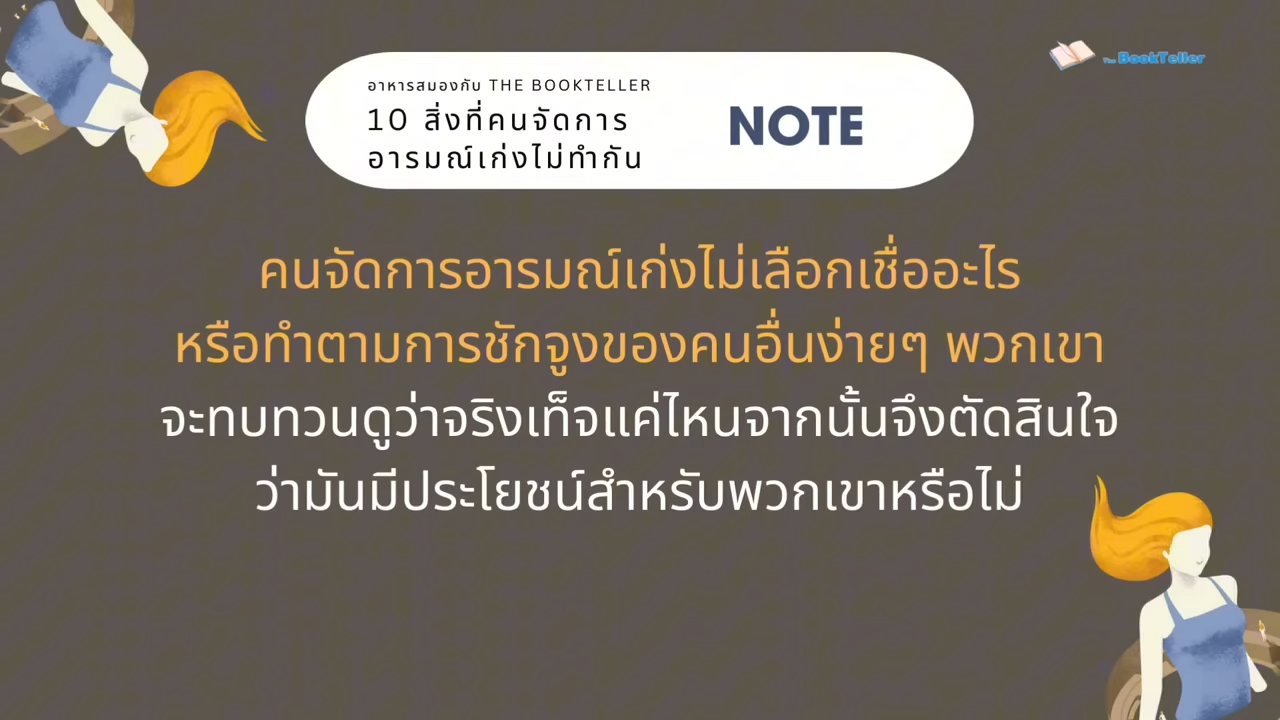 The BookTeller
อาหารสมองกับ THE BOOKTELLER
10 สิ่งที่คนจัดการ
อารมณ์เก่งไม่ทำกัน
NOTE
คนจัดการอารมณ์เก่งไม่เลือกเชื่ออะไร
หรือทำตามการชักจูงของคนอื่นง่ายๆ พวกเขา
จะทบทวนดูว่าจริงเท็จแค่ไหนจากนั้นจึงตัดสินใจ
ว่ามันมีประโยชน์สำหรับพวกเขาหรือไม่